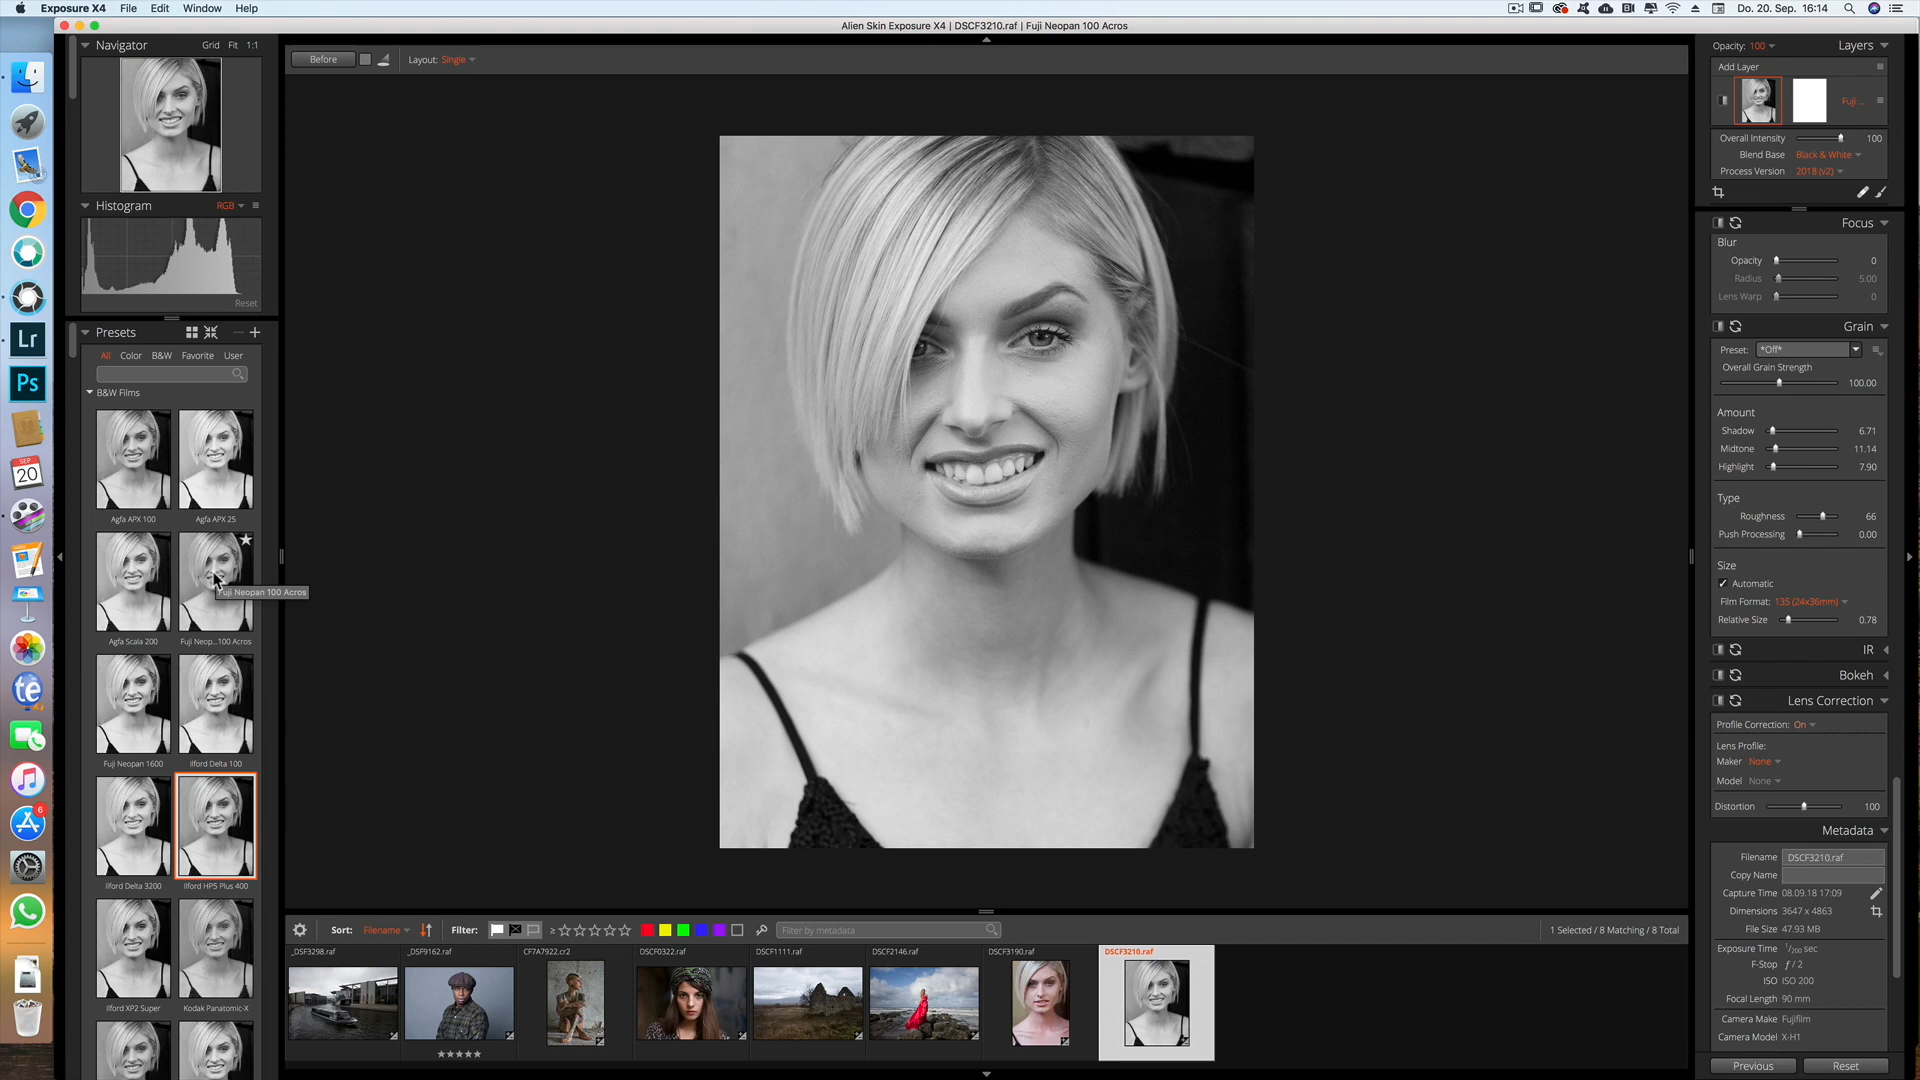 Exposure X4 File Edit Window Help
Do. 20. Sep. 16:14
Alien Skin Exposure X4 | DSCF3210.raf | Fuji Neopan 100 Acros
Navigator Grid Fit 1:1
Histogram RGB
Reset
Presets
All Color B&W Favorite User
B&W Films
Agfa APX 100 Agfa APX 25
Fuji Neopan 100 Acros
Agfa Scala 200 Fuji Neop...100 Acros
Fuji Neopan 1600 Ilford Delta 100
Ilford Delta 3200 Ilford HP5 Plus 400
Ilford XP2 Super Kodak Panatomic-X
Lr
Ps
SEP
20
té
6
Before Layout: Single
Sort: Filename Filter: ≥ Filter by metadata 1 Selected / 8 Matching / 8 Total
_DSF3298.raf _DSF9162.raf CF7A7922.cr2 DSCF0322.raf DSCF1111.raf DSCF2146.raf DSCF3190.raf DSCF3210.raf
Opacity: 100 Layers
Add Layer
Fuji ...
Overall Intensity 100
Blend Base Black & White
Process Version 2018 (v2)
Focus
Blur
Opacity 0
Radius 5.00
Lens Warp 0
Grain
Preset: *Off*
Overall Grain Strength
100.00
Amount
Shadow 6.71
Midtone 11.14
Highlight 7.90
Type
Roughness 66
Push Processing 0.00
Size
Automatic
Film Format: 135 (24x36mm)
Relative Size 0.78
IR
Bokeh
Lens Correction
Profile Correction: On
Lens Profile:
Maker None
Model None
Distortion 100
Metadata
Filename DSCF3210.raf
Copy Name
Capture Time 08.09.18 17:09
Dimensions 3647 x 4863
File Size 47.93 MB
Exposure Time 1/200 sec
F-Stop ƒ / 2
ISO ISO 200
Focal Length 90 mm
Camera Make Fujifilm
Camera Model X-H1
Previous Reset